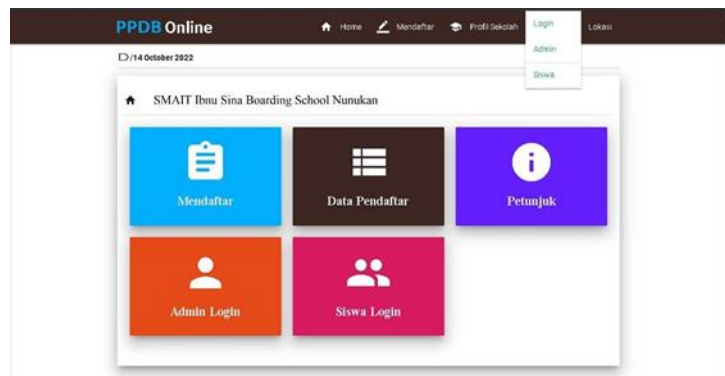 PPDB Online
Home Mendaftar Profil Sekolah Login Lokasi
Admin
Siswa
/14 October 2022
SMAIT Ibnu Sina Boarding School Nunukan
Mendaftar
Data Pendaftar
Petunjuk
Admin Login
Siswa Login